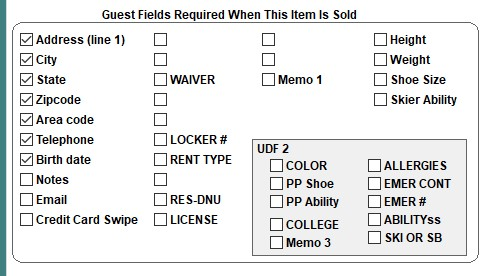 Guest Fields Required When This Item Is Sold
Address (line 1)
City
State
Zipcode
Area code
Telephone
Birth date
Notes
Email
Credit Card Swipe
WAIVER
LOCKER #
RENT TYPE
RES-DNU
LICENSE
Memo 1
Height
Weight
Shoe Size
Skier Ability
UDF 2
COLOR
PP Shoe
PP Ability
COLLEGE
Memo 3
ALLERGIES
EMER CONT
EMER #
ABILITYss
SKI OR SB